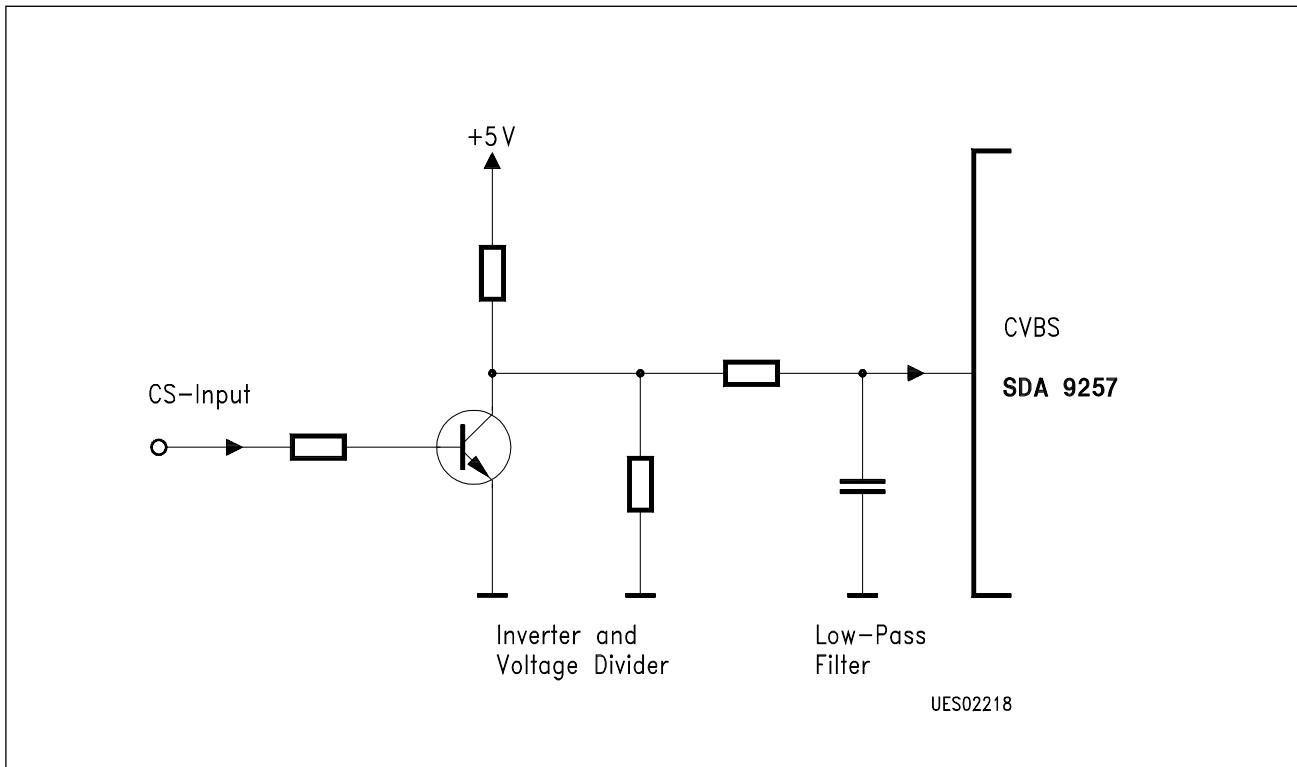 +5V
CS-Input
CVBS
SDA 9257
Inverter and
Voltage Divider
Low-Pass
Filter
UES02218